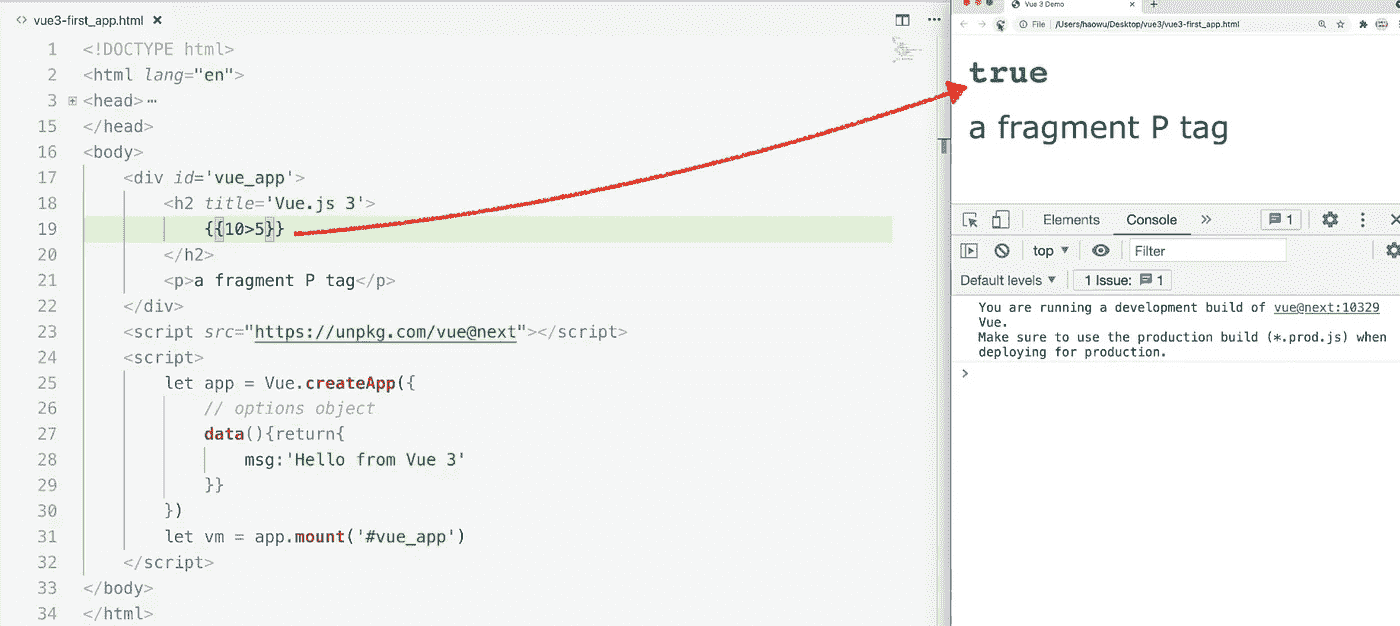 vue3-first_app.html
1 <!DOCTYPE html>
2 <html lang="en">
3 <head>
15 </head>
16 <body>
17 <div id='vue_app'>
18 <h2 title='Vue.js 3'>
19 {{10>5}}
20 </h2>
21 <p>a fragment P tag</p>
22 </div>
23 <script src="https://unpkg.com/vue@next"></script>
24 <script>
25 let app = Vue.createApp({
26 // options object
27 data(){return{
28 msg:'Hello from Vue 3'
29 }}
30 })
31 let vm = app.mount('#vue_app')
32 </script>
33 </body>
34 </html>
Vue 3 Demo
File /Users/haowu/Desktop/vue3/vue3-first_app.html
true
a fragment P tag
Elements Console 1
top Filter
Default levels 1 Issue: 1
You are running a development build of vue@next:10329
Vue.
Make sure to use the production build (*.prod.js) when
deploying for production.